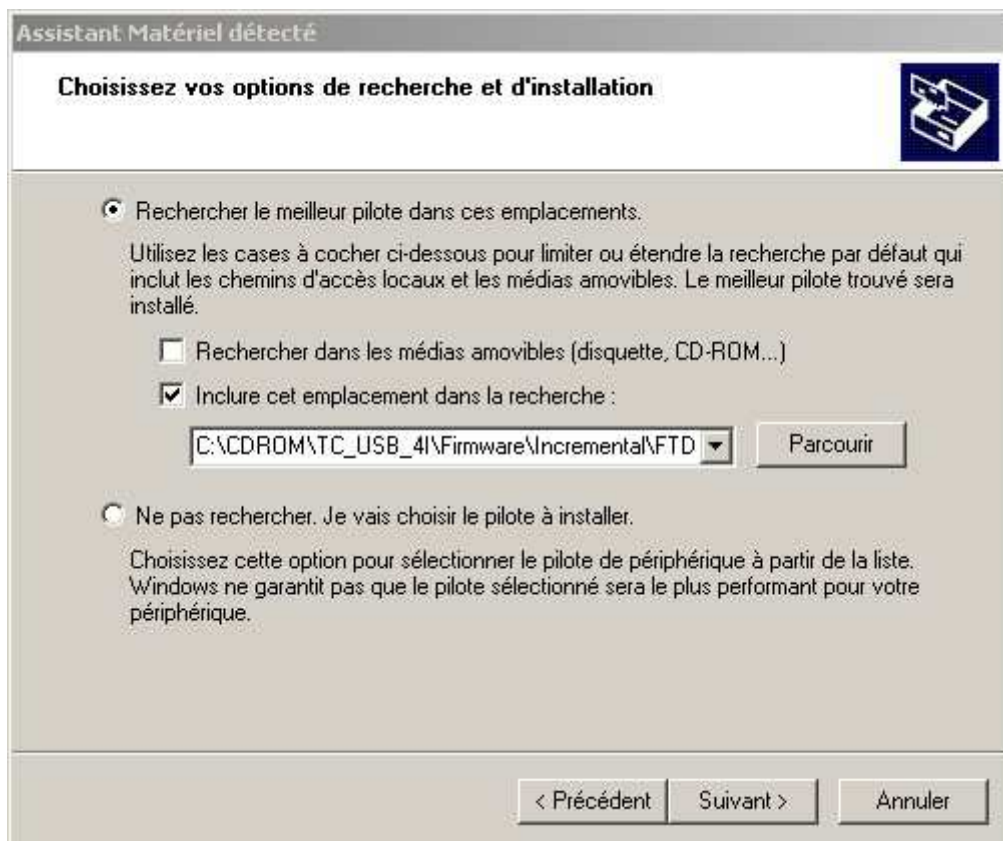 Assistant Matériel détecté
Choisissez vos options de recherche et d'installation
Rechercher le meilleur pilote dans ces emplacements.
Utilisez les cases à cocher ci-dessous pour limiter ou étendre la recherche par défaut qui
inclut les chemins d'accès locaux et les médias amovibles. Le meilleur pilote trouvé sera
installé.
Rechercher dans les médias amovibles (disquette, CD-ROM...)
Inclure cet emplacement dans la recherche :
C:\CDROM\TC_USB_4I\Firmware\Incremental\FTD
Parcourir
Ne pas rechercher. Je vais choisir le pilote à installer.
Choisissez cette option pour sélectionner le pilote de périphérique à partir de la liste.
Windows ne garantit pas que le pilote sélectionné sera le plus performant pour votre
périphérique.
< Précédent Suivant > Annuler